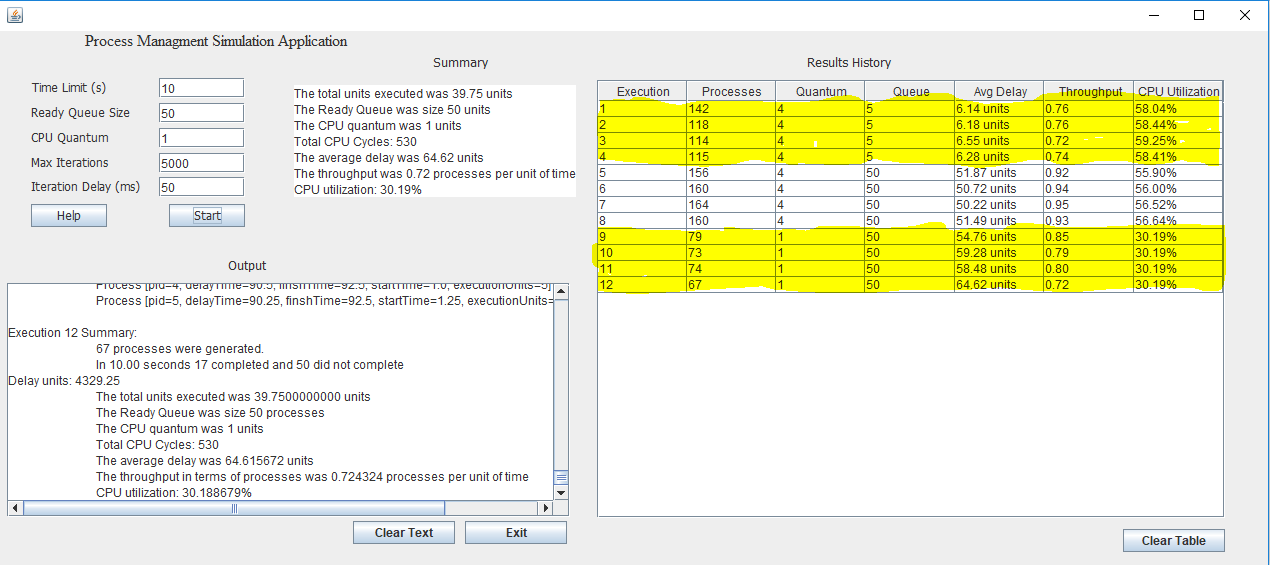 Process Managment Simulation Application
Time Limit (s) 10
Ready Queue Size 50
CPU Quantum 1
Max Iterations 5000
Iteration Delay (ms) 50
Help Start
Summary
The total units executed was 39.75 units
The Ready Queue was size 50 units
The CPU quantum was 1 units
Total CPU Cycles: 530
The average delay was 64.62 units
The throughput was 0.72 processes per unit of time
CPU utilization: 30.19%
Output
Process [pid=4, delayTime=90.5, finshTime=92.5, startTime=1.0, executionUnits=5]
Process [pid=5, delayTime=90.25, finshTime=92.5, startTime=1.25, executionUnits=
Execution 12 Summary:
67 processes were generated.
In 10.00 seconds 17 completed and 50 did not complete
Delay units: 4329.25
The total units executed was 39.7500000000 units
The Ready Queue was size 50 processes
The CPU quantum was 1 units
Total CPU Cycles: 530
The average delay was 64.615672 units
The throughput in terms of processes was 0.724324 processes per unit of time
CPU utilization: 30.188679%
Clear Text Exit
Results History
Execution Processes Quantum Queue Avg Delay Throughput CPU Utilization
1 142 4 5 6.14 units 0.76 58.04%
2 118 4 5 6.18 units 0.76 58.44%
3 114 4 5 6.55 units 0.72 59.25%
4 115 4 5 6.28 units 0.74 58.41%
5 156 4 50 51.87 units 0.92 55.90%
6 160 4 50 50.72 units 0.94 56.00%
7 164 4 50 50.22 units 0.95 56.52%
8 160 4 50 51.49 units 0.93 56.64%
9 79 1 50 54.76 units 0.85 30.19%
10 73 1 50 59.28 units 0.79 30.19%
11 74 1 50 58.48 units 0.80 30.19%
12 67 1 50 64.62 units 0.72 30.19%
Clear Table